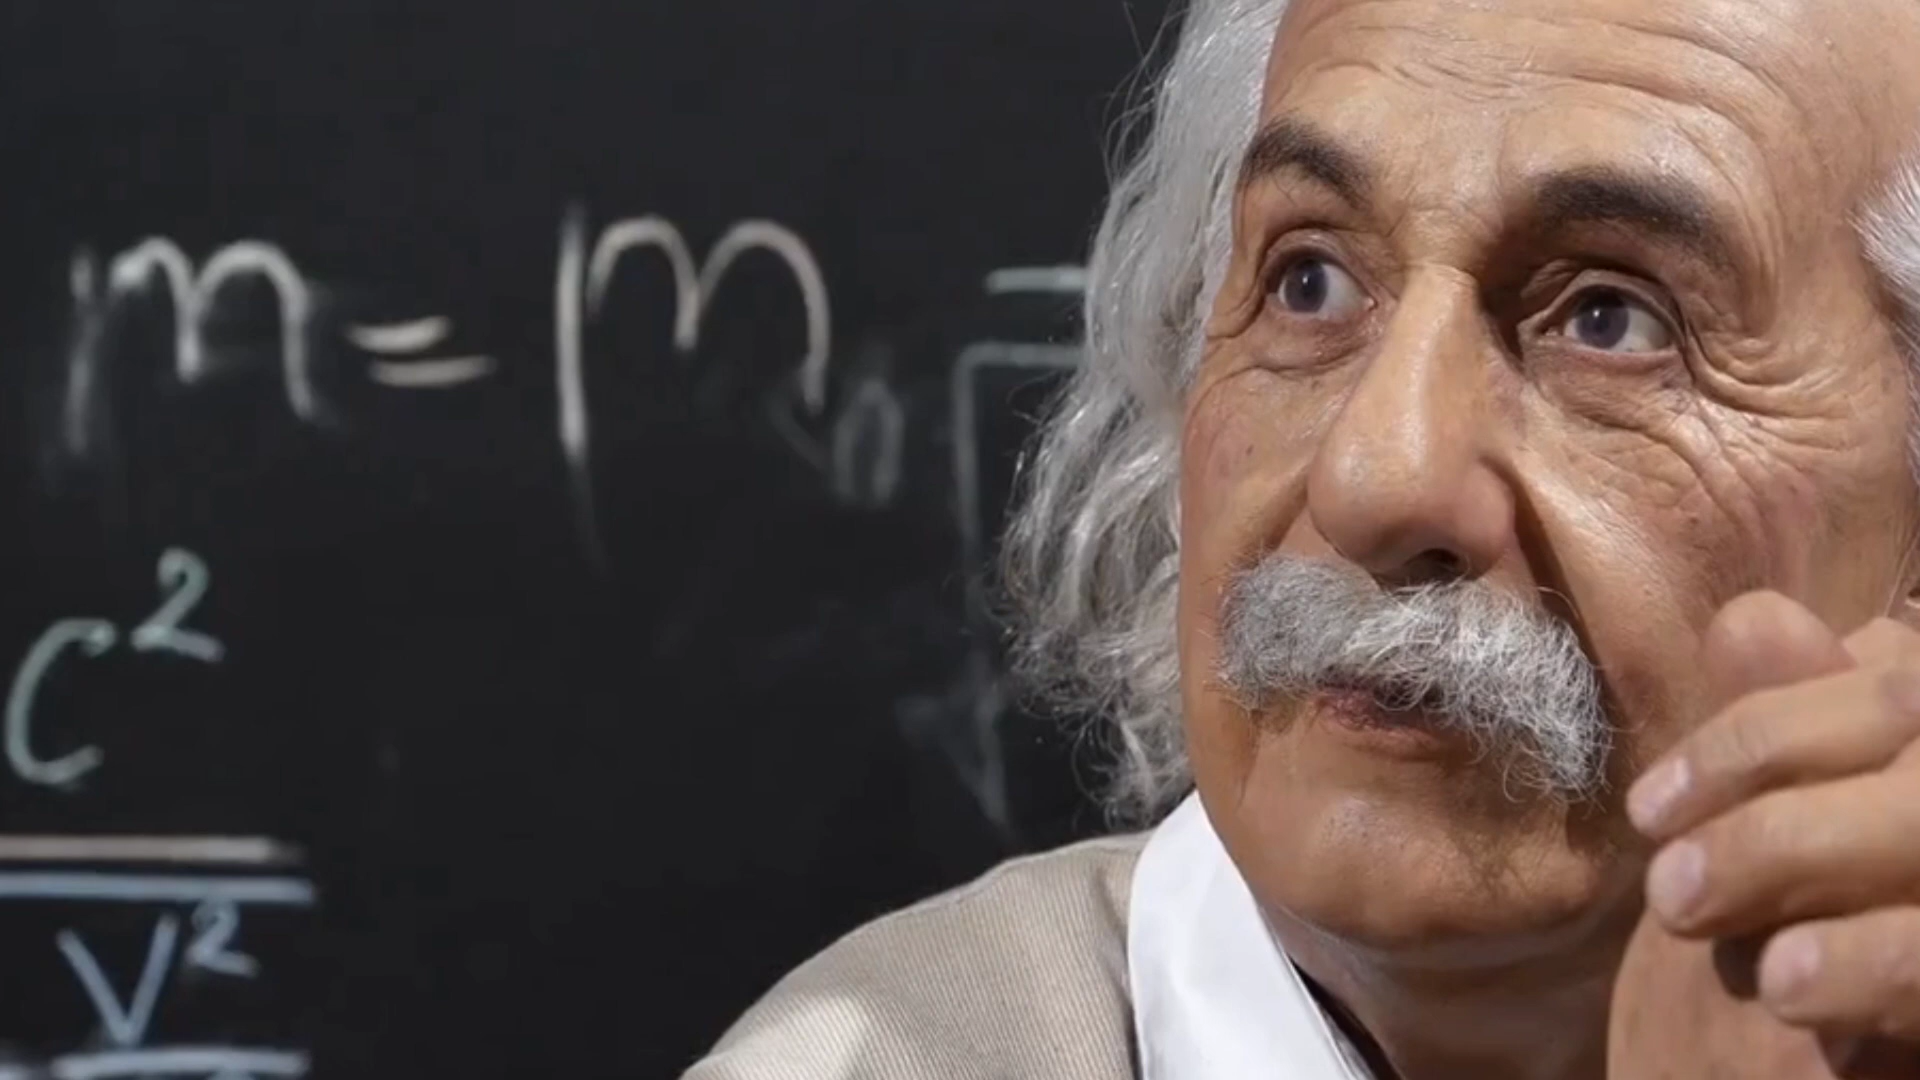 m = m₀
c²
v²